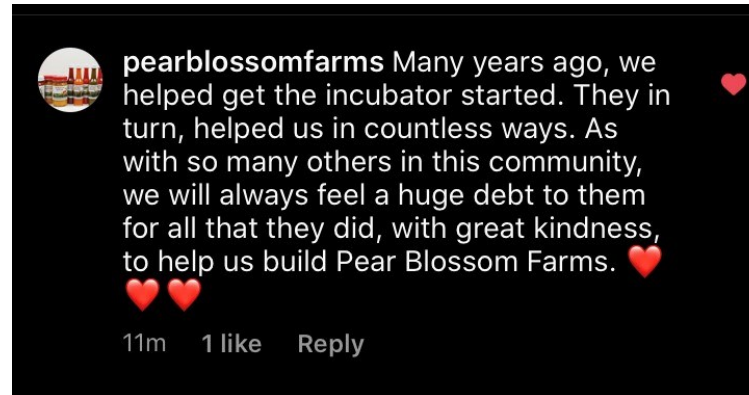 pearblossomfarms Many years ago, we
helped get the incubator started. They in
turn, helped us in countless ways. As
with so many others in this community,
we will always feel a huge debt to them
for all that they did, with great kindness,
to help us build Pear Blossom Farms. ❤️
❤️❤️
11m 1 like Reply